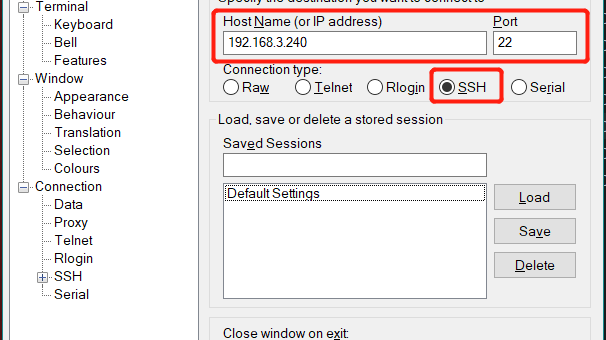 Specify the destination you want to connect to
Terminal
Keyboard
Bell
Features
Window
Appearance
Behaviour
Translation
Selection
Colours
Connection
Data
Proxy
Telnet
Rlogin
SSH
Serial
Host Name (or IP address)
Port
192.168.3.240
22
Connection type:
Raw
Telnet
Rlogin
SSH
Serial
Load, save or delete a stored session
Saved Sessions
Default Settings
Load
Save
Delete
Close window on exit: